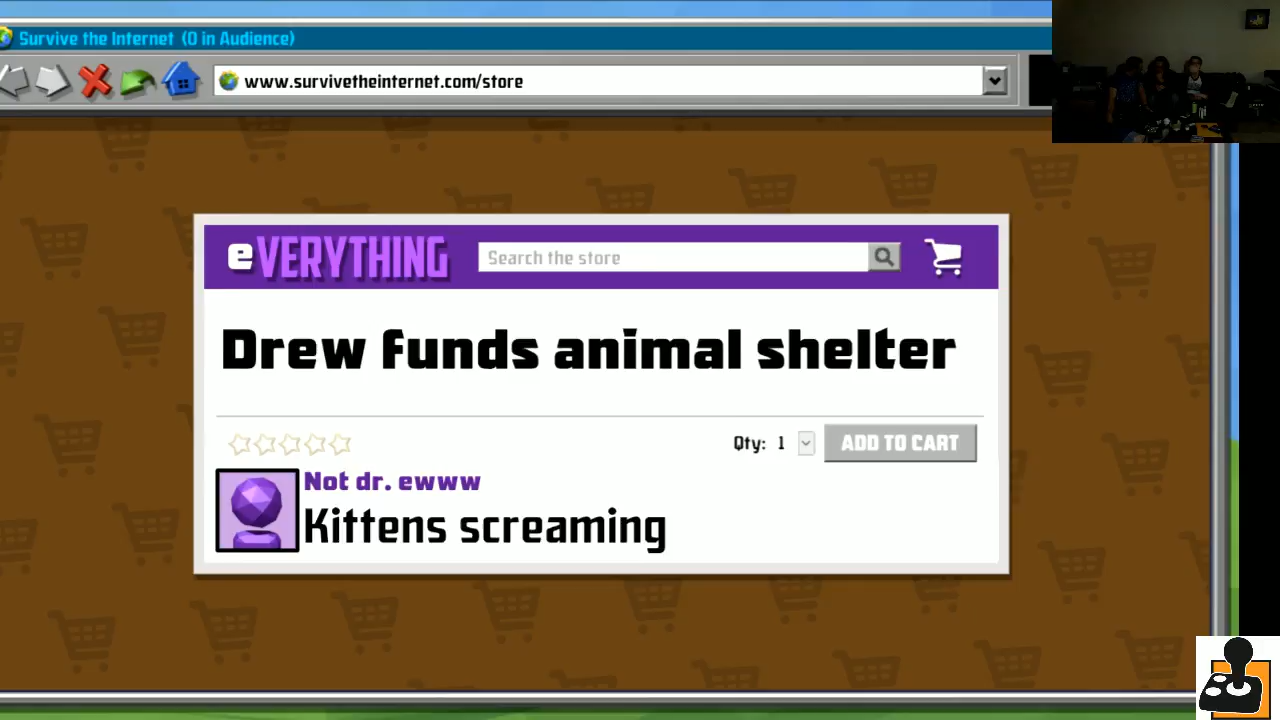 Survive the Internet (0 in Audience)
www.survivetheinternet.com/store
eVERYTHING
Search the store
Drew funds animal shelter
Qty: 1
ADD TO CART
Not dr. ewww
Kittens screaming